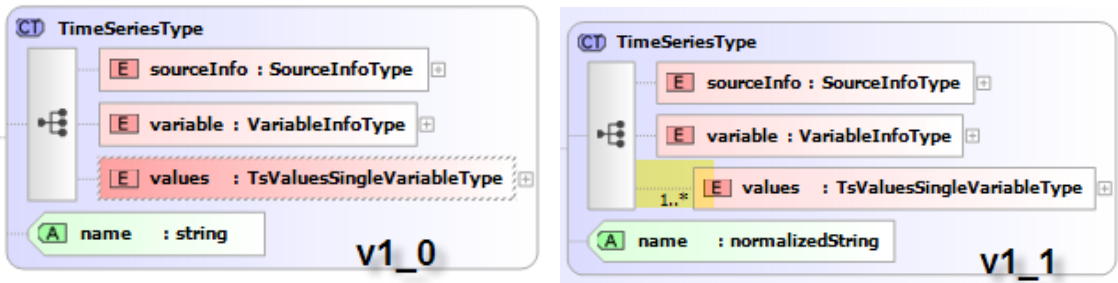 CT TimeSeriesType
E sourceInfo : SourceInfoType
E variable : VariableInfoType
E values : TsValuesSingleVariableType
A name : string
v1_0
CT TimeSeriesType
E sourceInfo : SourceInfoType
E variable : VariableInfoType
1..* E values : TsValuesSingleVariableType
A name : normalizedString
v1_1